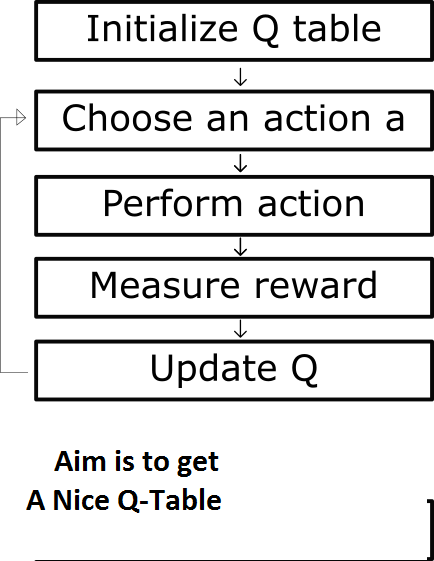 Initialize Q table
Choose an action a
Perform action
Measure reward
Update Q
Aim is to get
A Nice Q-Table